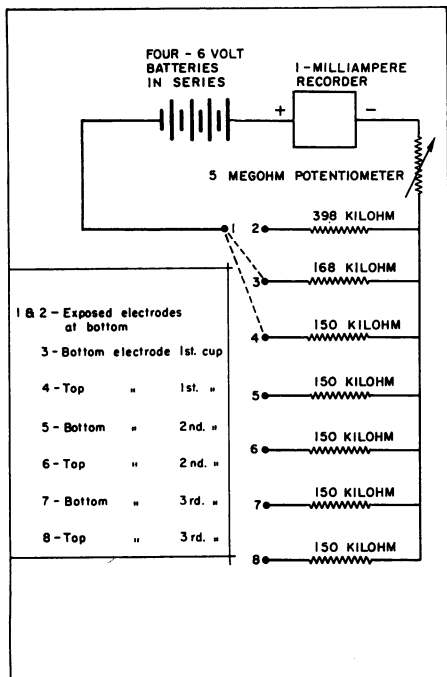 FOUR - 6 VOLT
BATTERIES
IN SERIES
1 - MILLIAMPERE
RECORDER
+ −
5 MEGOHM POTENTIOMETER
398 KILOHM
1 2
168 KILOHM
3
150 KILOHM
4
150 KILOHM
5
150 KILOHM
6
150 KILOHM
7
150 KILOHM
8
1 & 2 - Exposed electrodes
at bottom
3 - Bottom electrode 1st. cup
4 - Top " 1st. "
5 - Bottom " 2nd. "
6 - Top " 2nd. "
7 - Bottom " 3rd. "
8 - Top " 3rd. "